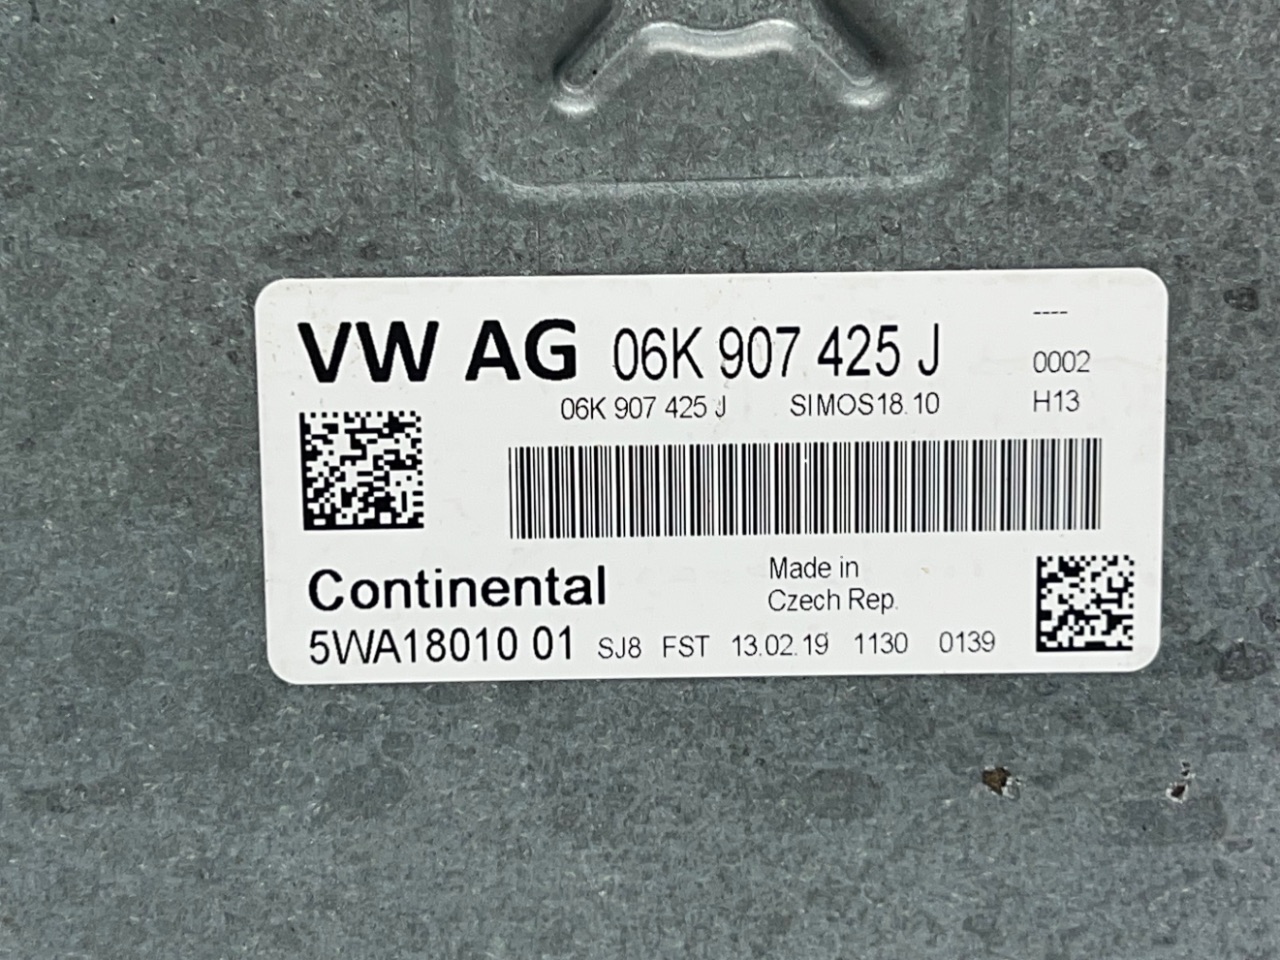 ----
VW AG 06K 907 425 J 0002
06K 907 425 J SIMOS18.10 H13
Continental
Made in
Czech Rep.
5WA18010 01 SJ8 FST 13.02.19 1130 0139